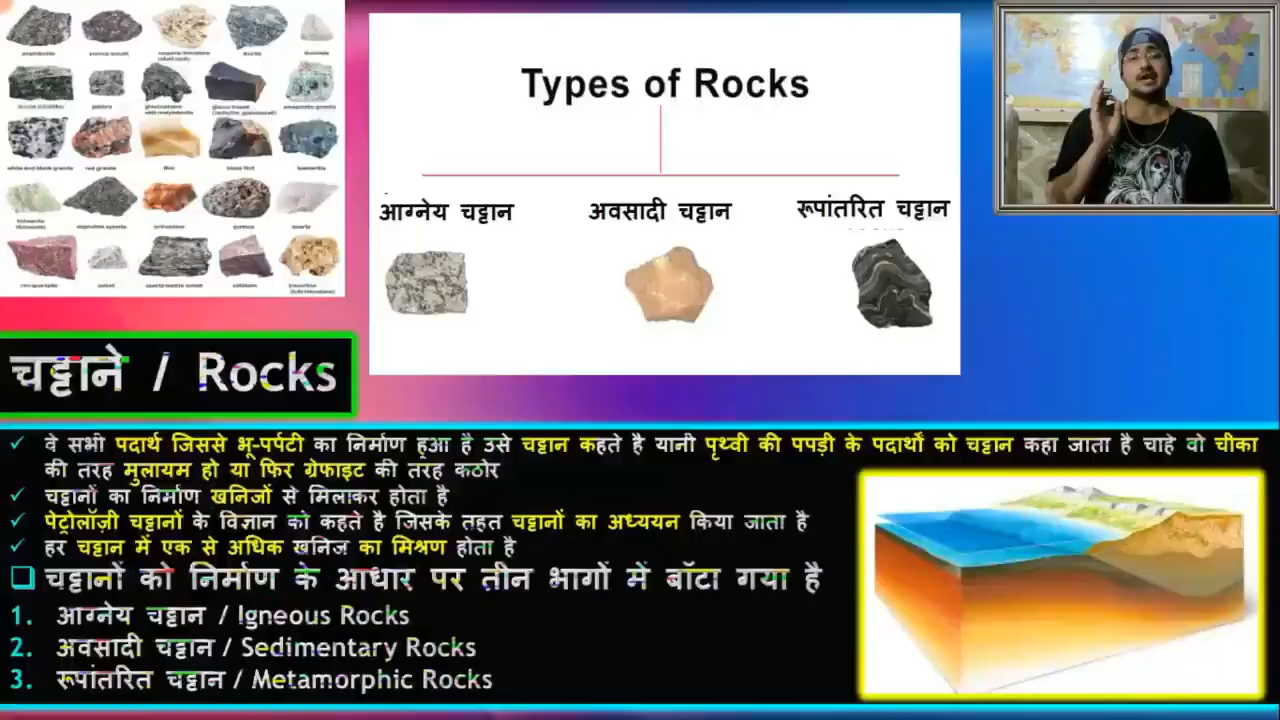 Types of Rocks
आग्नेय चट्टान
अवसादी चट्टान
रूपांतरित चट्टान
चट्टाने / Rocks
वे सभी पदार्थ जिससे भू-पर्पटी का निर्माण हुआ है उसे चट्टान कहते है यानी पृथ्वी की पपड़ी के पदार्थों को चट्टान कहा जाता है चाहे वो चीका
की तरह मुलायम हो या फिर ग्रेफाइट की तरह कठोर
चट्टानों का निर्माण खनिजों से मिलाकर होता है
पेट्रोलॉज़ी चट्टानों के विज्ञान को कहते है जिसके तहत चट्टानों का अध्ययन किया जाता है
हर चट्टान में एक से अधिक खनिज का मिश्रण होता है
चट्टानों को निर्माण के आधार पर तीन भागों में बाँटा गया है
1. आग्नेय चट्टान / Igneous Rocks
2. अवसादी चट्टान / Sedimentary Rocks
3. रूपांतरित चट्टान / Metamorphic Rocks